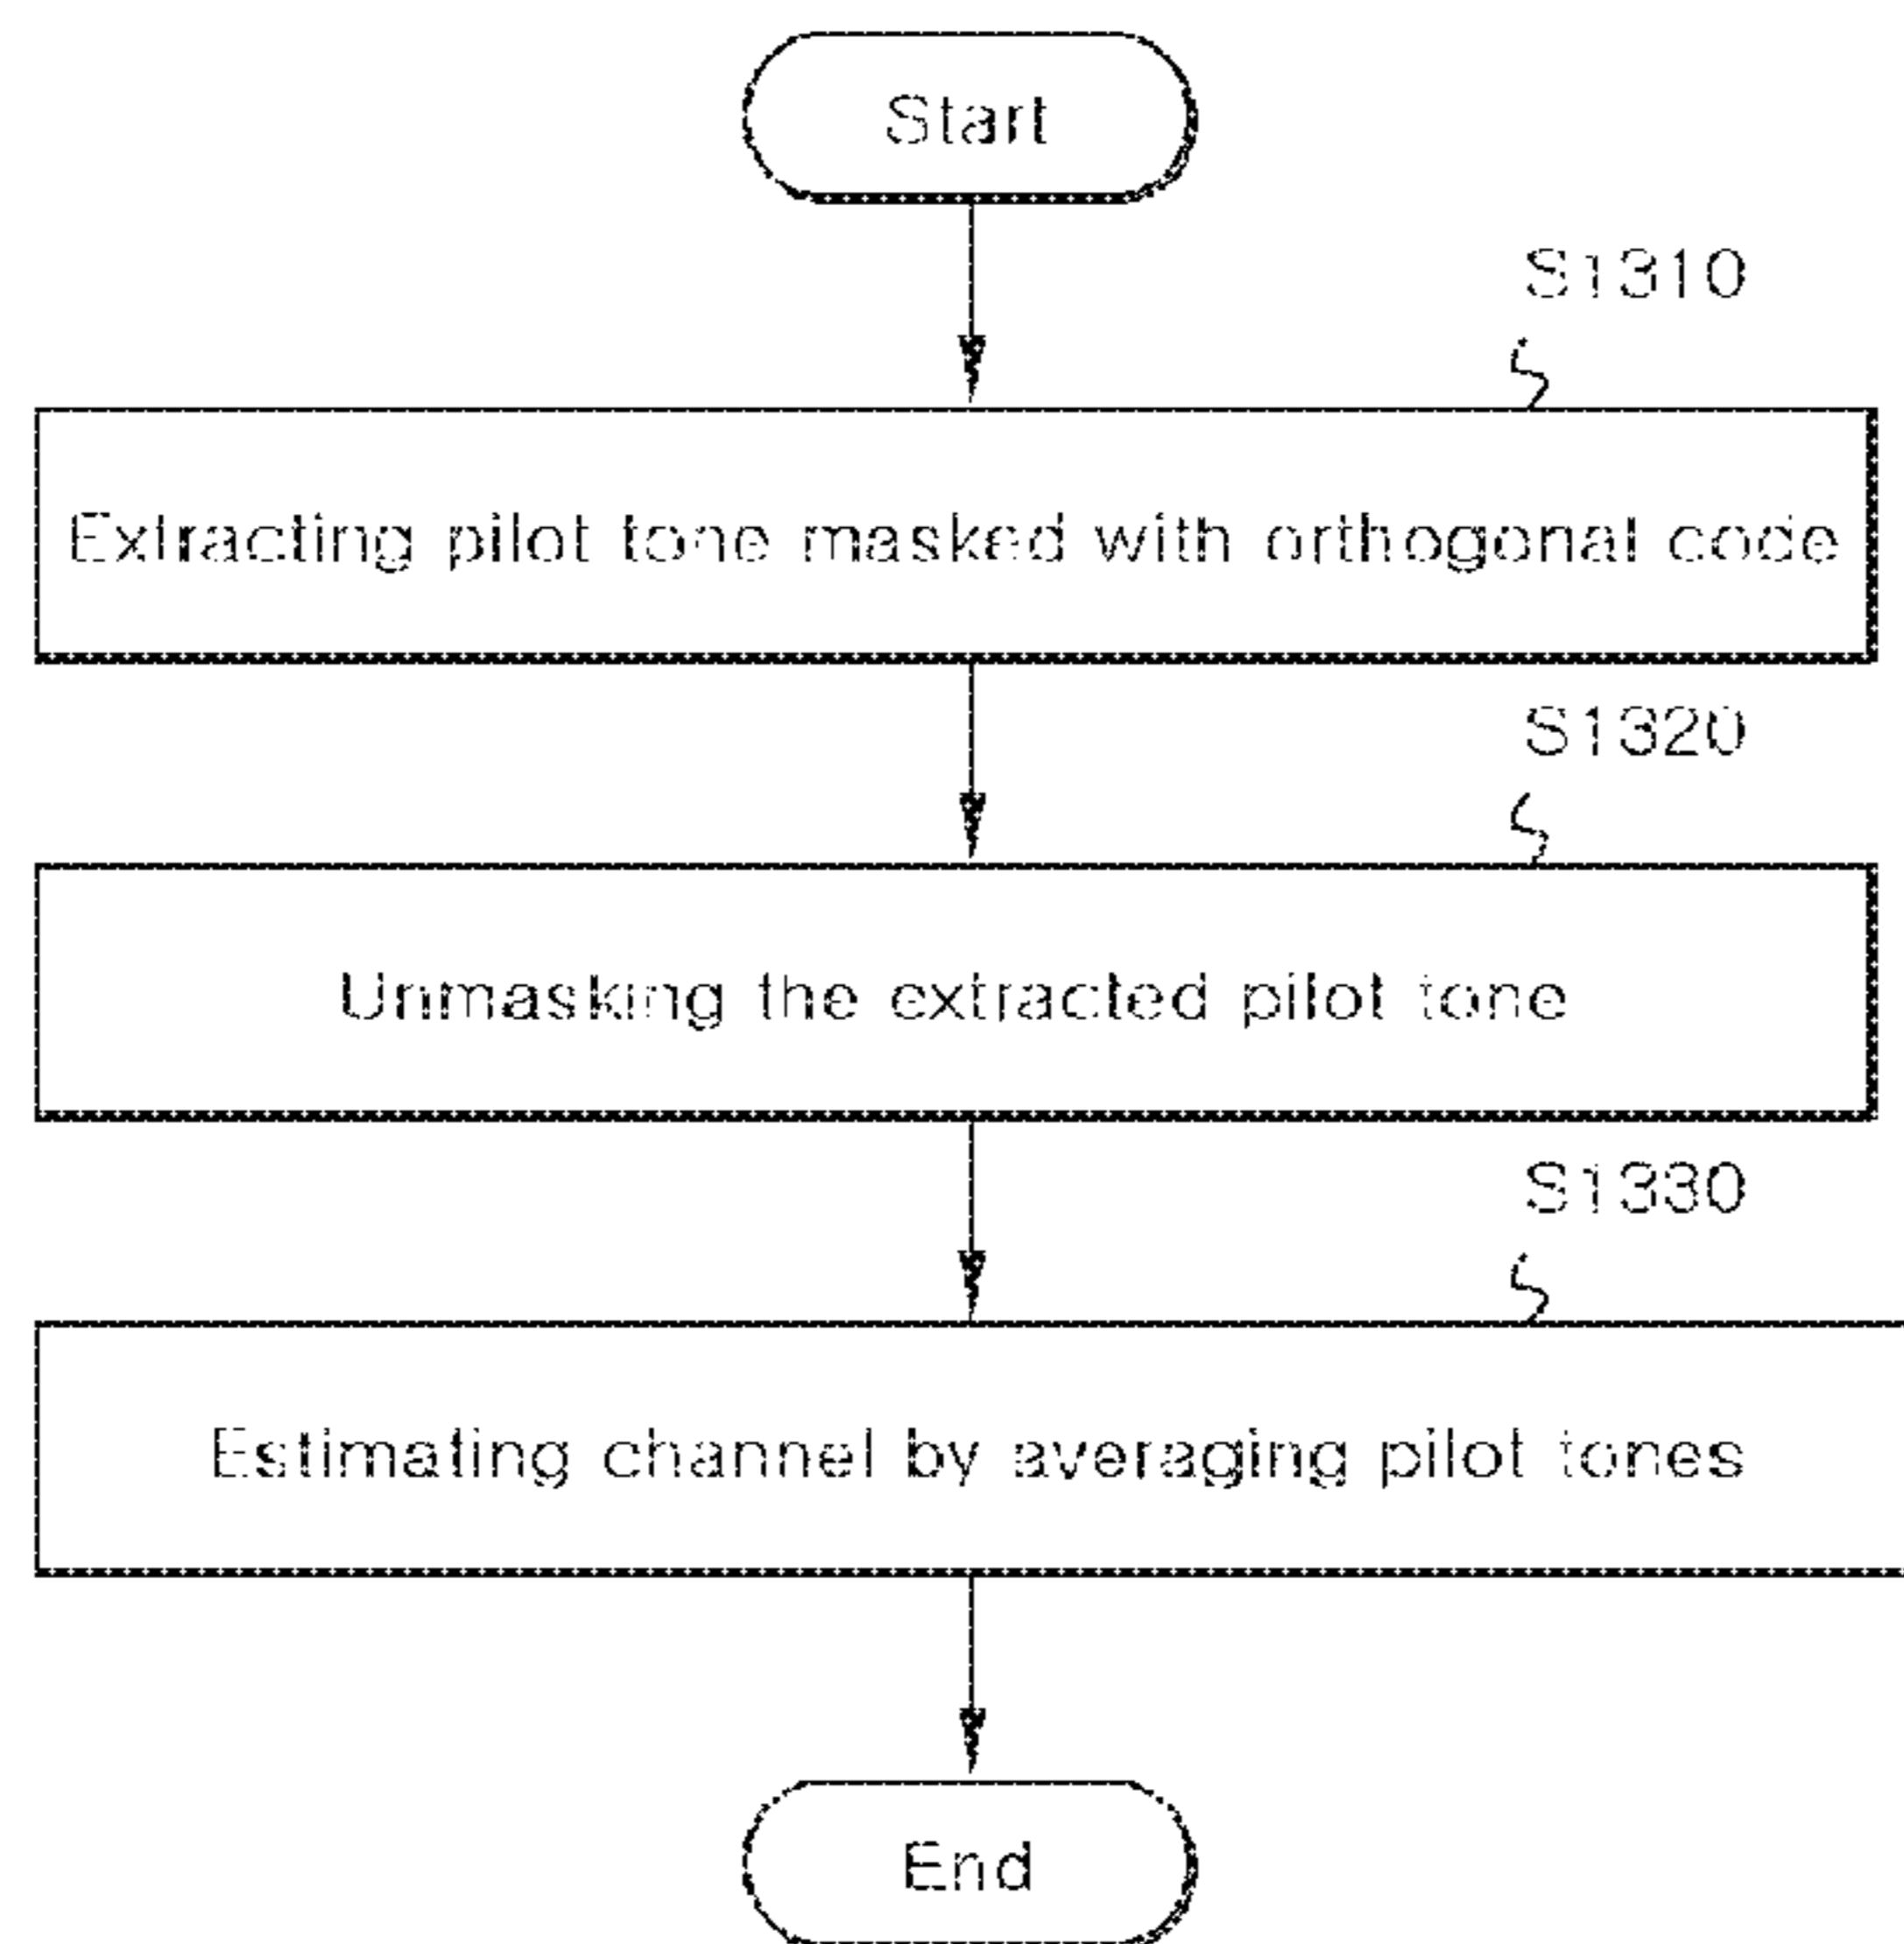 Start
S1310
Extracting pilot tone masked with orthogonal code
S1320
Unmasking the extracted pilot tone
S1330
Estimating channel by averaging pilot tones
End